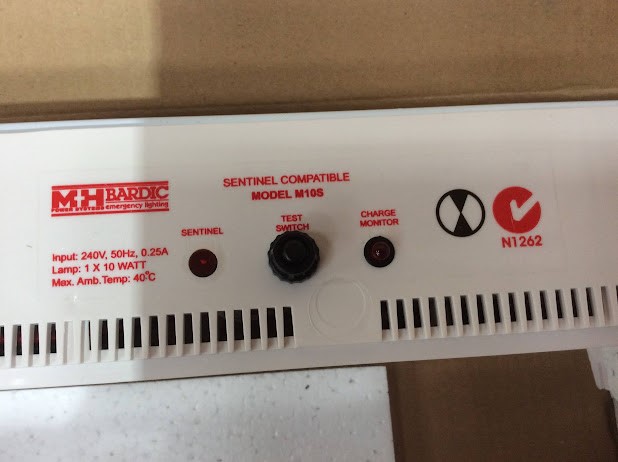 M+H BARDIC
POWER SYSTEMS emergency lighting
SENTINEL COMPATIBLE
MODEL M10S
SENTINEL
TEST
SWITCH
CHARGE
MONITOR
Input: 240V, 50Hz, 0.25A
Lamp: 1 X 10 WATT
Max. Amb.Temp: 40°C
N1262